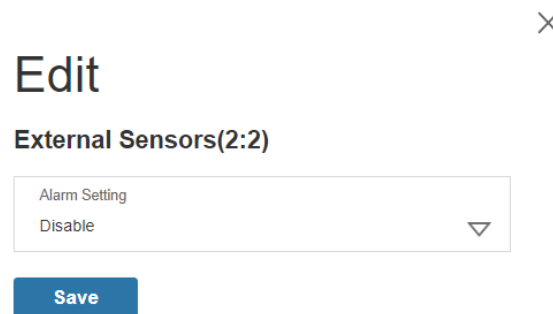 Edit
External Sensors(2:2)
Alarm Setting
Disable
Save